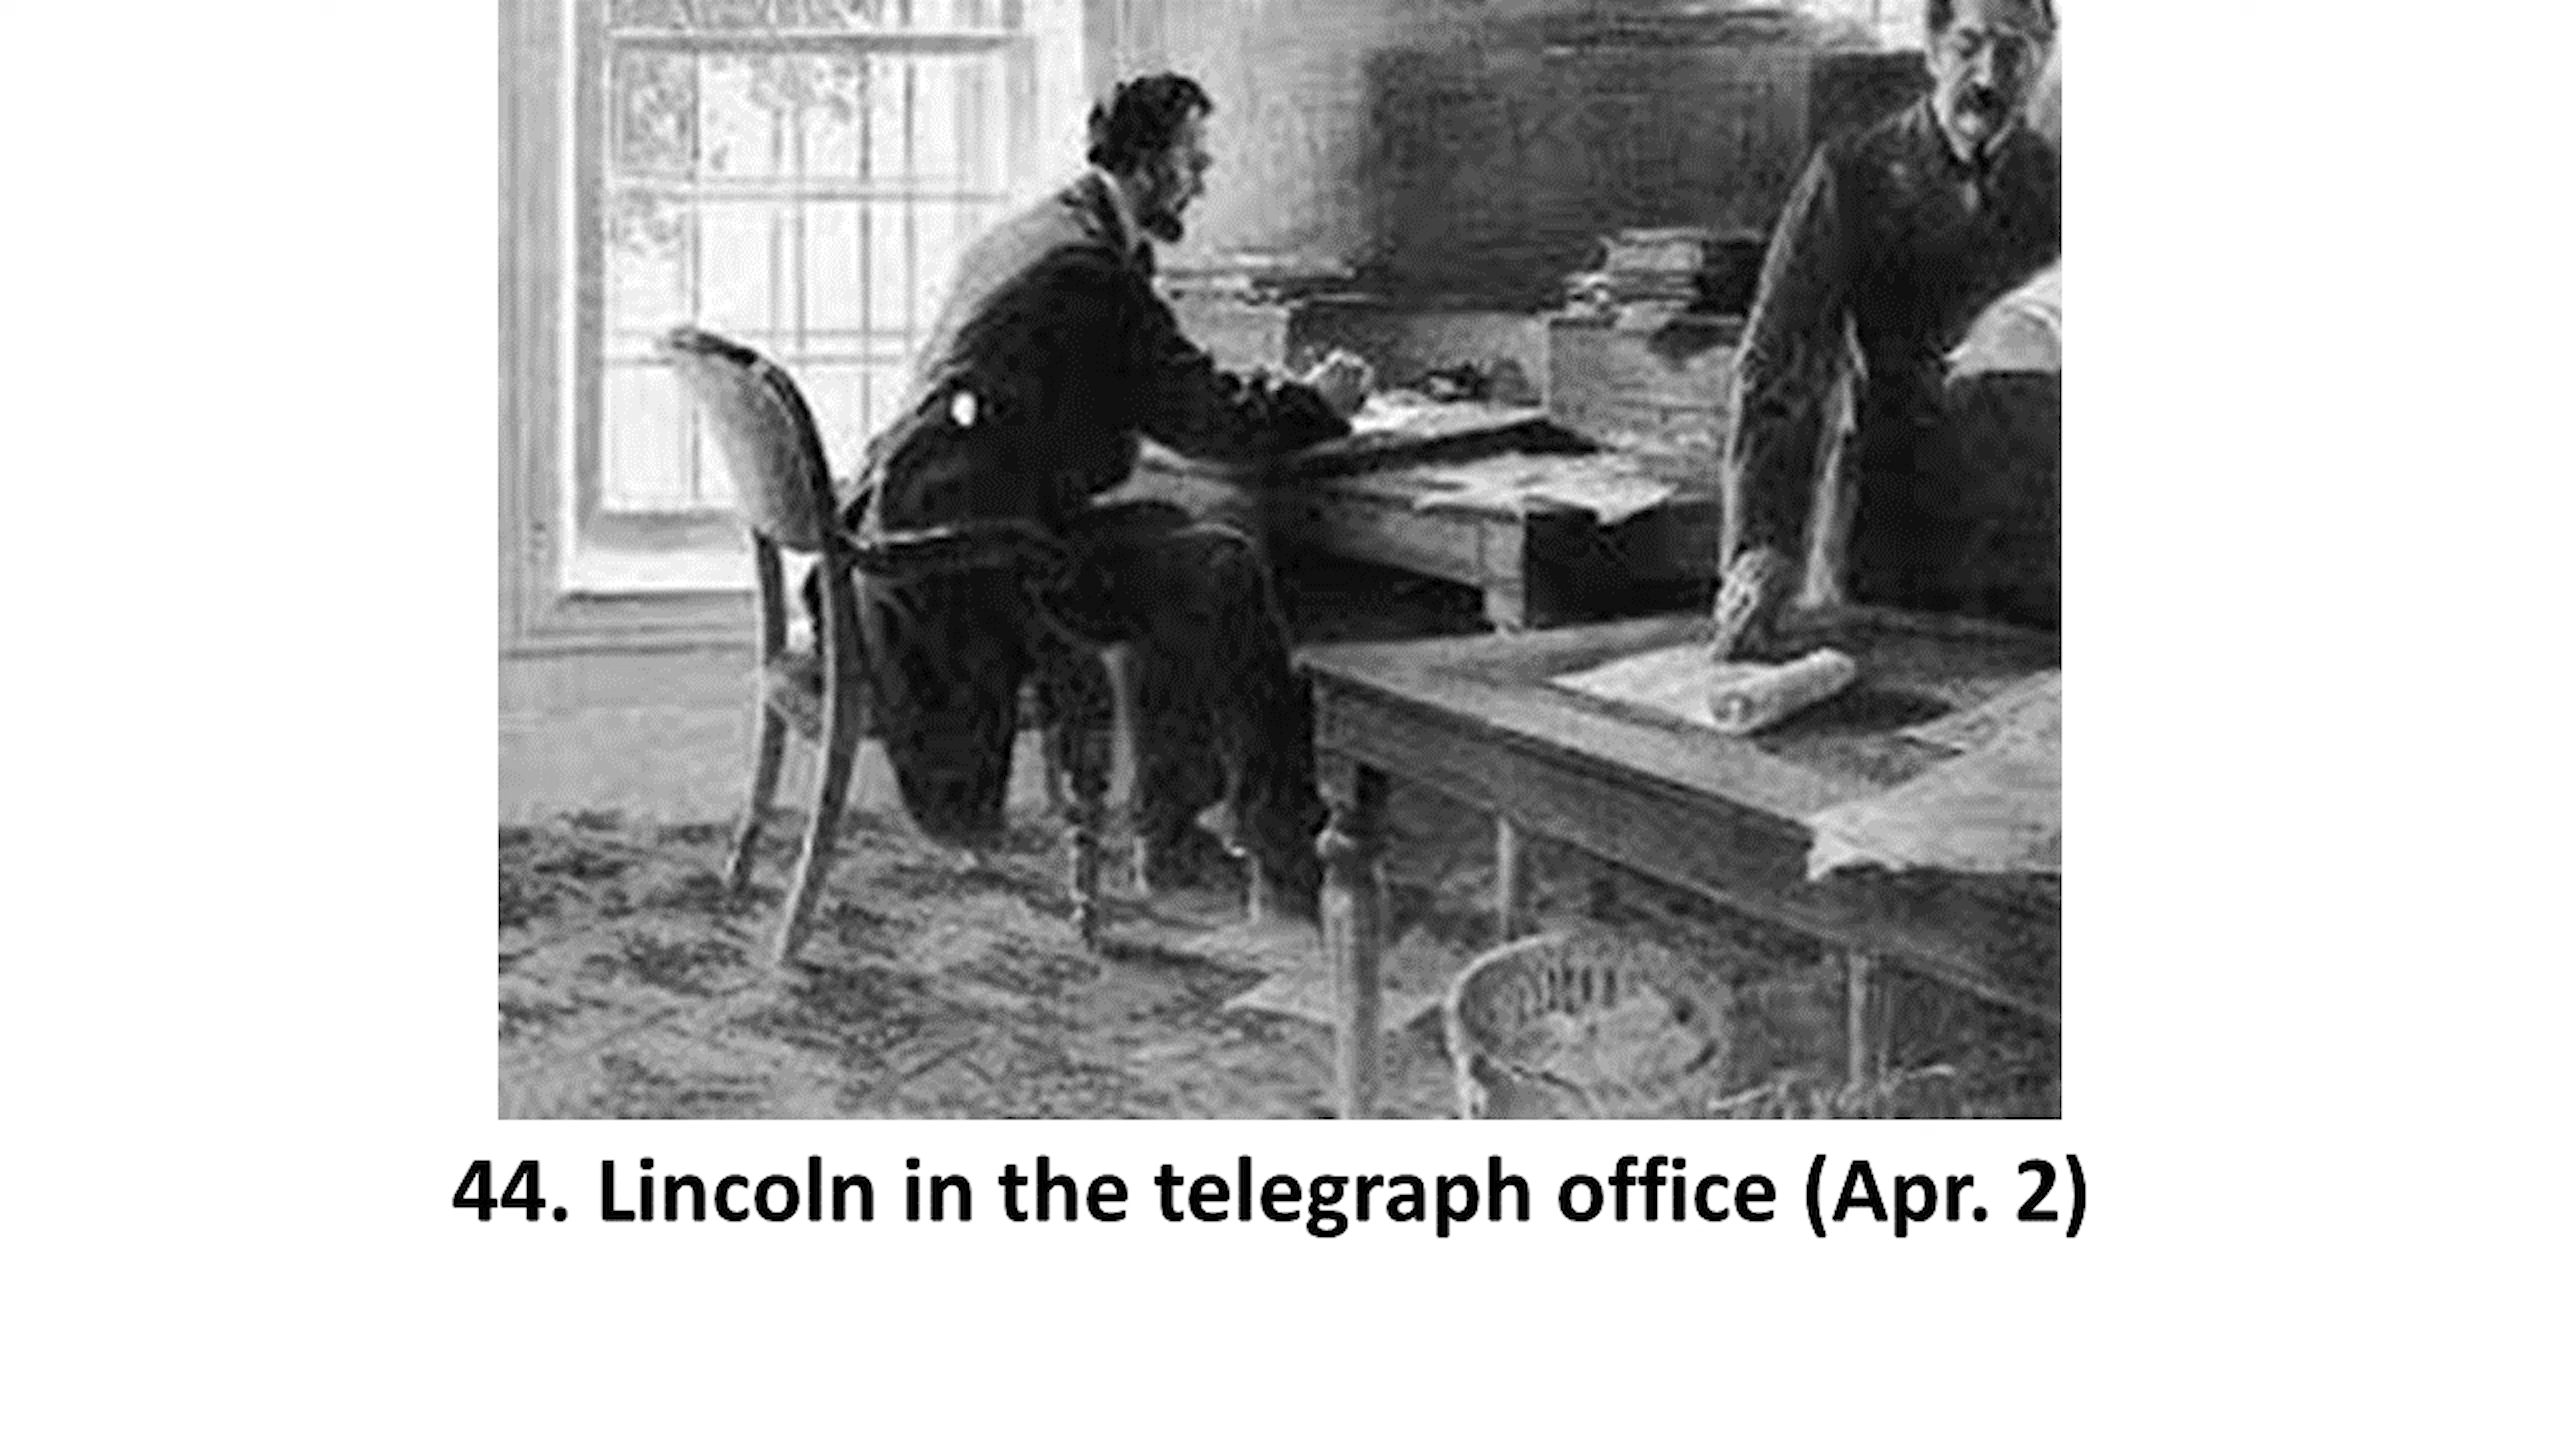 44. Lincoln in the telegraph office (Apr. 2)